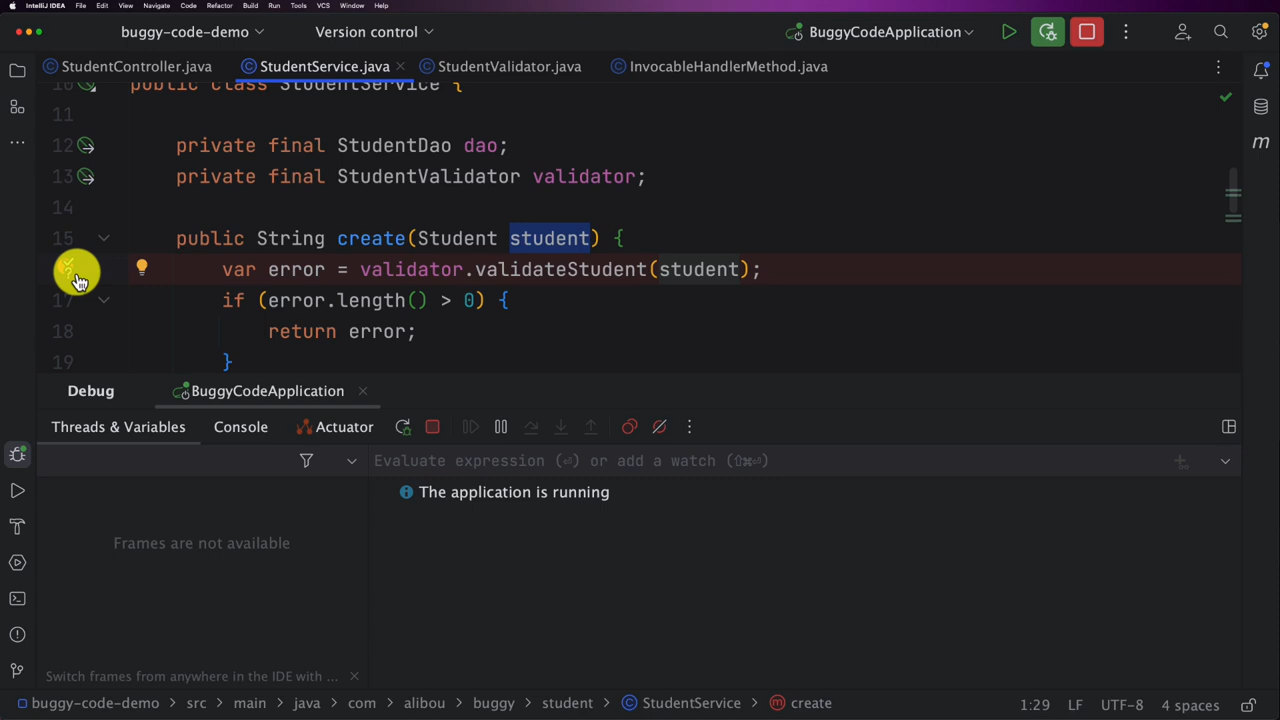 IntelliJ IDEA File Edit View Navigate Code Refactor Build Run Tools VCS Window Help
buggy-code-demo Version control BuggyCodeApplication
StudentController.java StudentService.java StudentValidator.java InvocableHandlerMethod.java
10 public class StudentService {
11
12 private final StudentDao dao;
13 private final StudentValidator validator;
14
15 public String create(Student student) {
var error = validator.validateStudent(student);
17 if (error.length() > 0) {
18 return error;
19 }
Debug BuggyCodeApplication
Threads & Variables Console Actuator
Evaluate expression (⏎) or add a watch (⇧⌘⏎)
The application is running
Frames are not available
Switch frames from anywhere in the IDE with ...
buggy-code-demo > src > main > java > com > alibou > buggy > student > StudentService > create 1:29 LF UTF-8 4 spaces